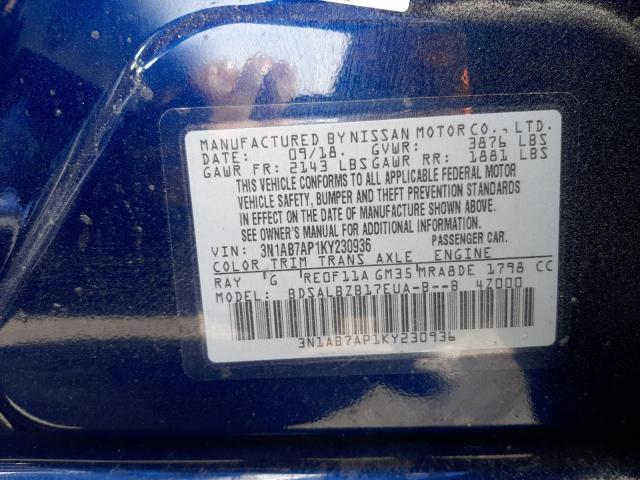 MANUFACTURED BY NISSAN MOTOR CO., LTD.
DATE: 09/18 GVWR: 3876 LBS
GAWR FR: 2143 LBS GAWR RR: 1881 LBS
THIS VEHICLE CONFORMS TO ALL APPLICABLE FEDERAL MOTOR
VEHICLE SAFETY, BUMPER AND THEFT PREVENTION STANDARDS
IN EFFECT ON THE DATE OF MANUFACTURE SHOWN ABOVE.
SEE OWNER'S MANUAL FOR ADDITIONAL INFORMATION
VIN: 3N1AB7AP1KY230936 PASSENGER CAR.
COLOR TRIM TRANS AXLE ENGINE
RAY G RE0F11A GM35 MRA8DE 1798 CC
MODEL: BDSALBZB17EUA-B--B 4Z000
3N1AB7AP1KY230936